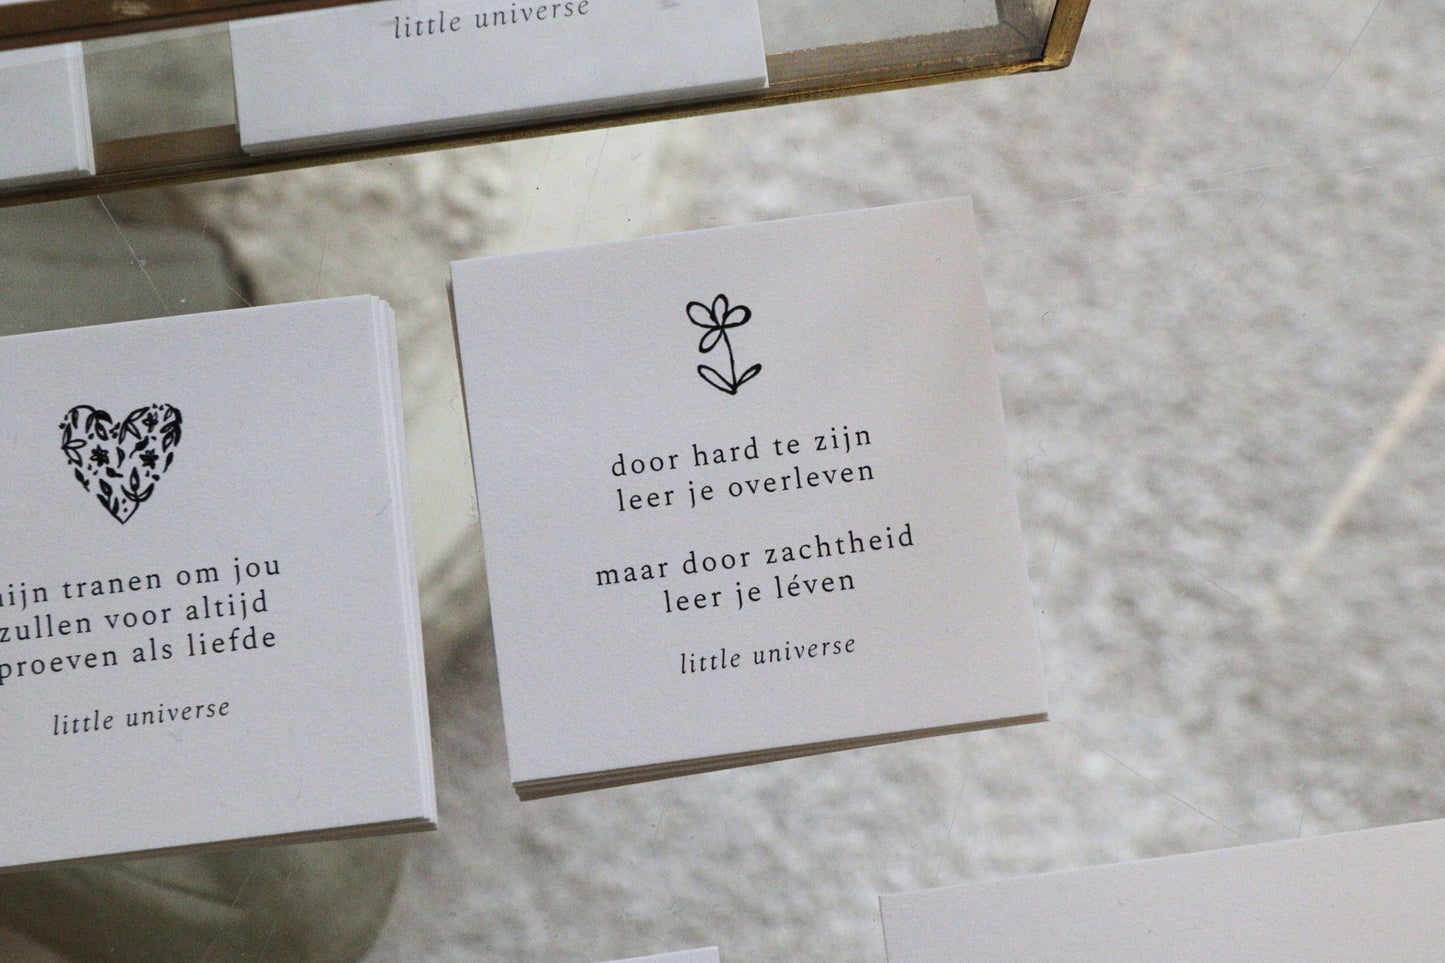 little universe
door hard te zijn
leer je overleven
maar door zachtheid
leer je léven
little universe
tranen om jou
zullen voor altijd
proeven als liefde
little universe